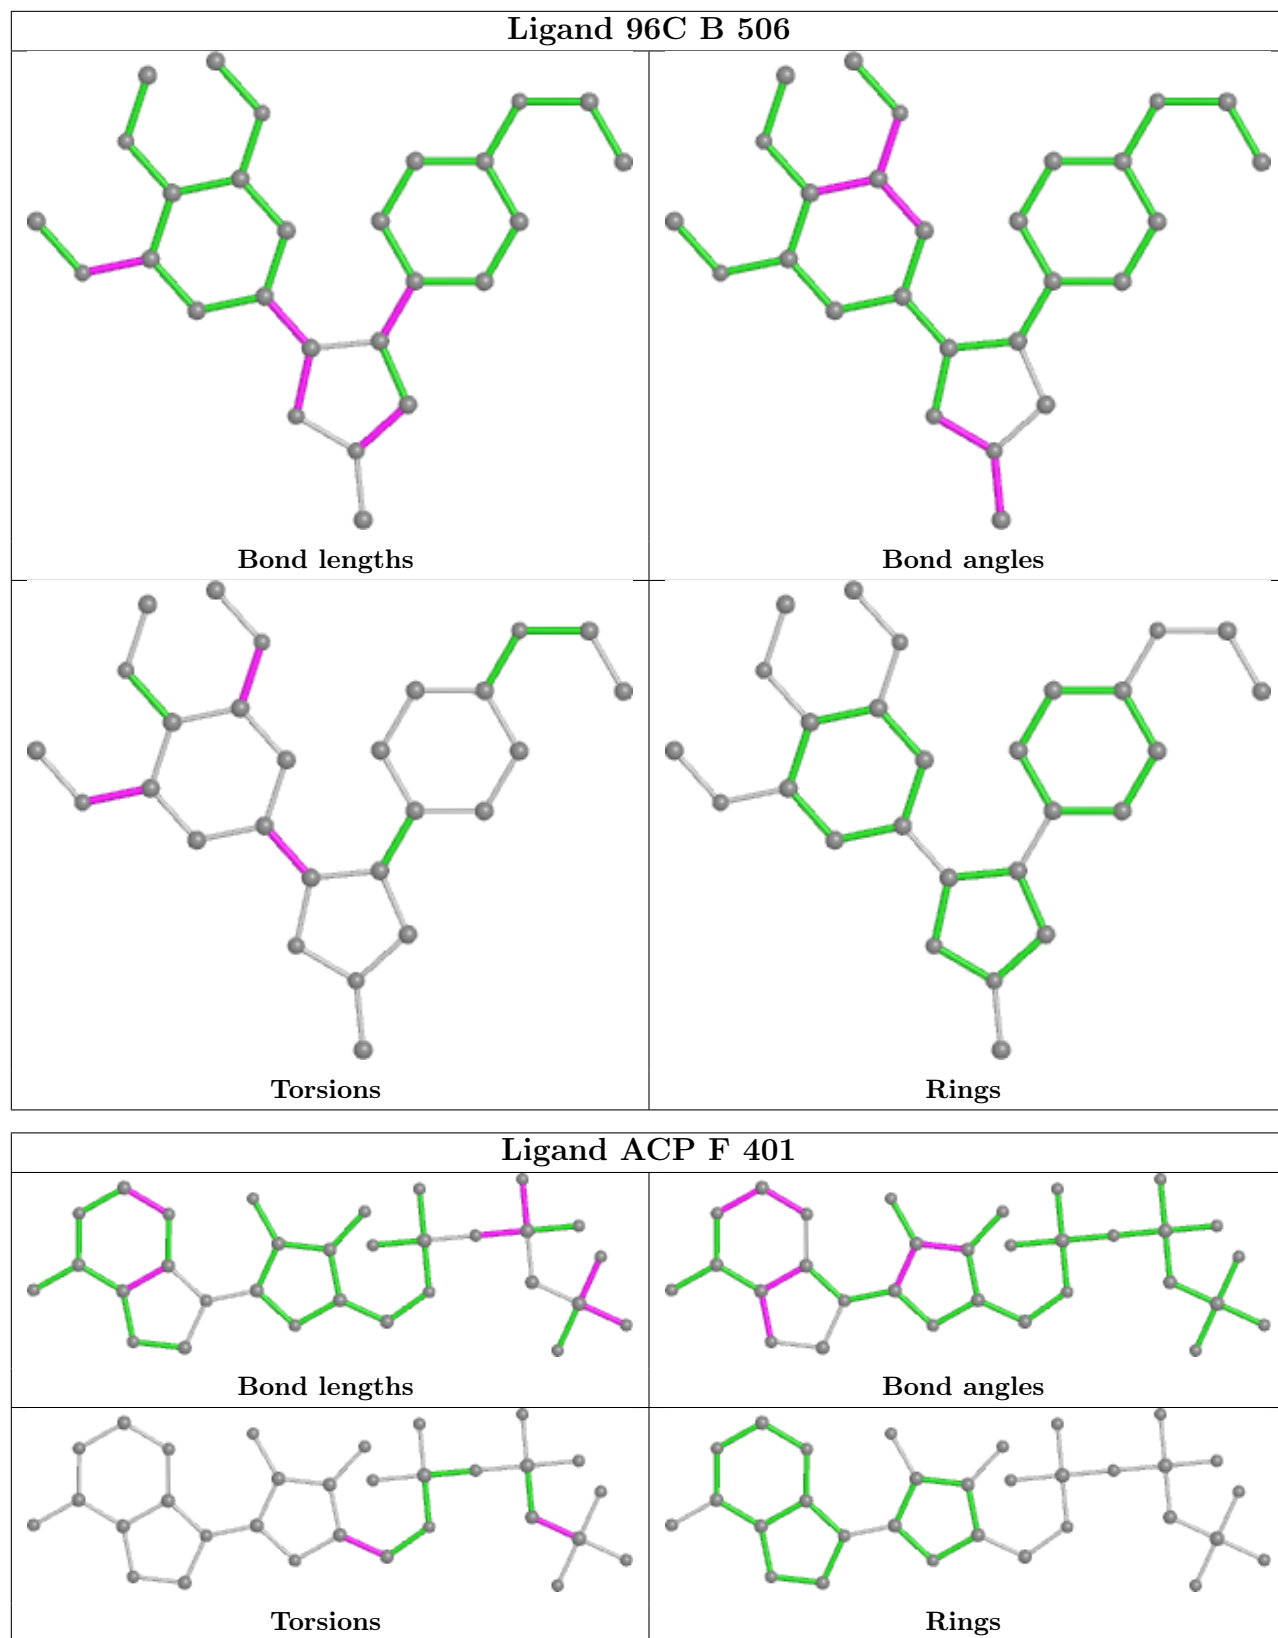 Ligand 96C B 506
Bond lengths
Bond angles
Torsions
Rings
Ligand ACP F 401
Bond lengths
Bond angles
Torsions
Rings